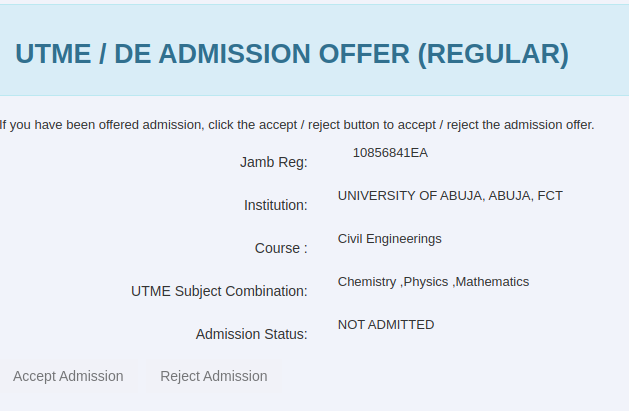 UTME / DE ADMISSION OFFER (REGULAR)
If you have been offered admission, click the accept / reject button to accept / reject the admission offer.
Jamb Reg: 10856841EA
Institution: UNIVERSITY OF ABUJA, ABUJA, FCT
Course : Civil Engineerings
UTME Subject Combination: Chemistry ,Physics ,Mathematics
Admission Status: NOT ADMITTED
Accept Admission Reject Admission